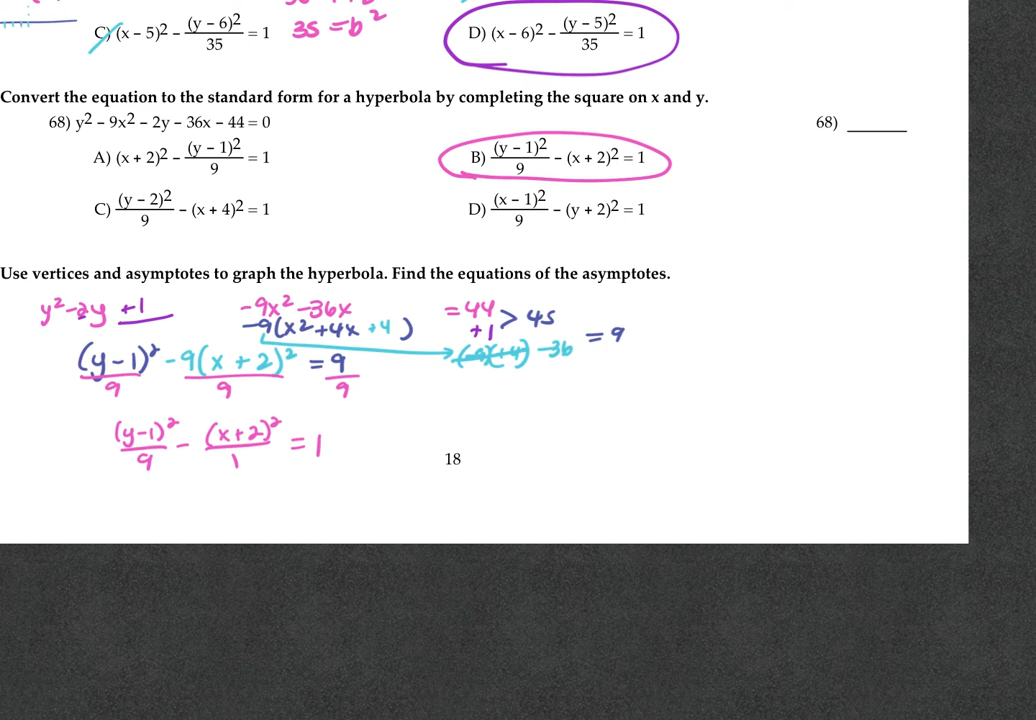 35 = b²
C) (x – 5)² – (y – 6)²/35 = 1
D) (x – 6)² – (y – 5)²/35 = 1
Convert the equation to the standard form for a hyperbola by completing the square on x and y.
68) y² – 9x² – 2y – 36x – 44 = 0
68) ______
A) (x + 2)² – (y – 1)²/9 = 1
B) (y – 1)²/9 – (x + 2)² = 1
C) (y – 2)²/9 – (x + 4)² = 1
D) (x – 1)²/9 – (y + 2)² = 1
Use vertices and asymptotes to graph the hyperbola. Find the equations of the asymptotes.
y² -2y +1 -9x² -36x = 44
-9(x2 +4x +4) +1 > 45
(-9)(+4) -36 = 9
(y-1)²/9 - 9(x+2)²/9 = 9/9
(y-1)²/9 - (x+2)²/1 = 1
18